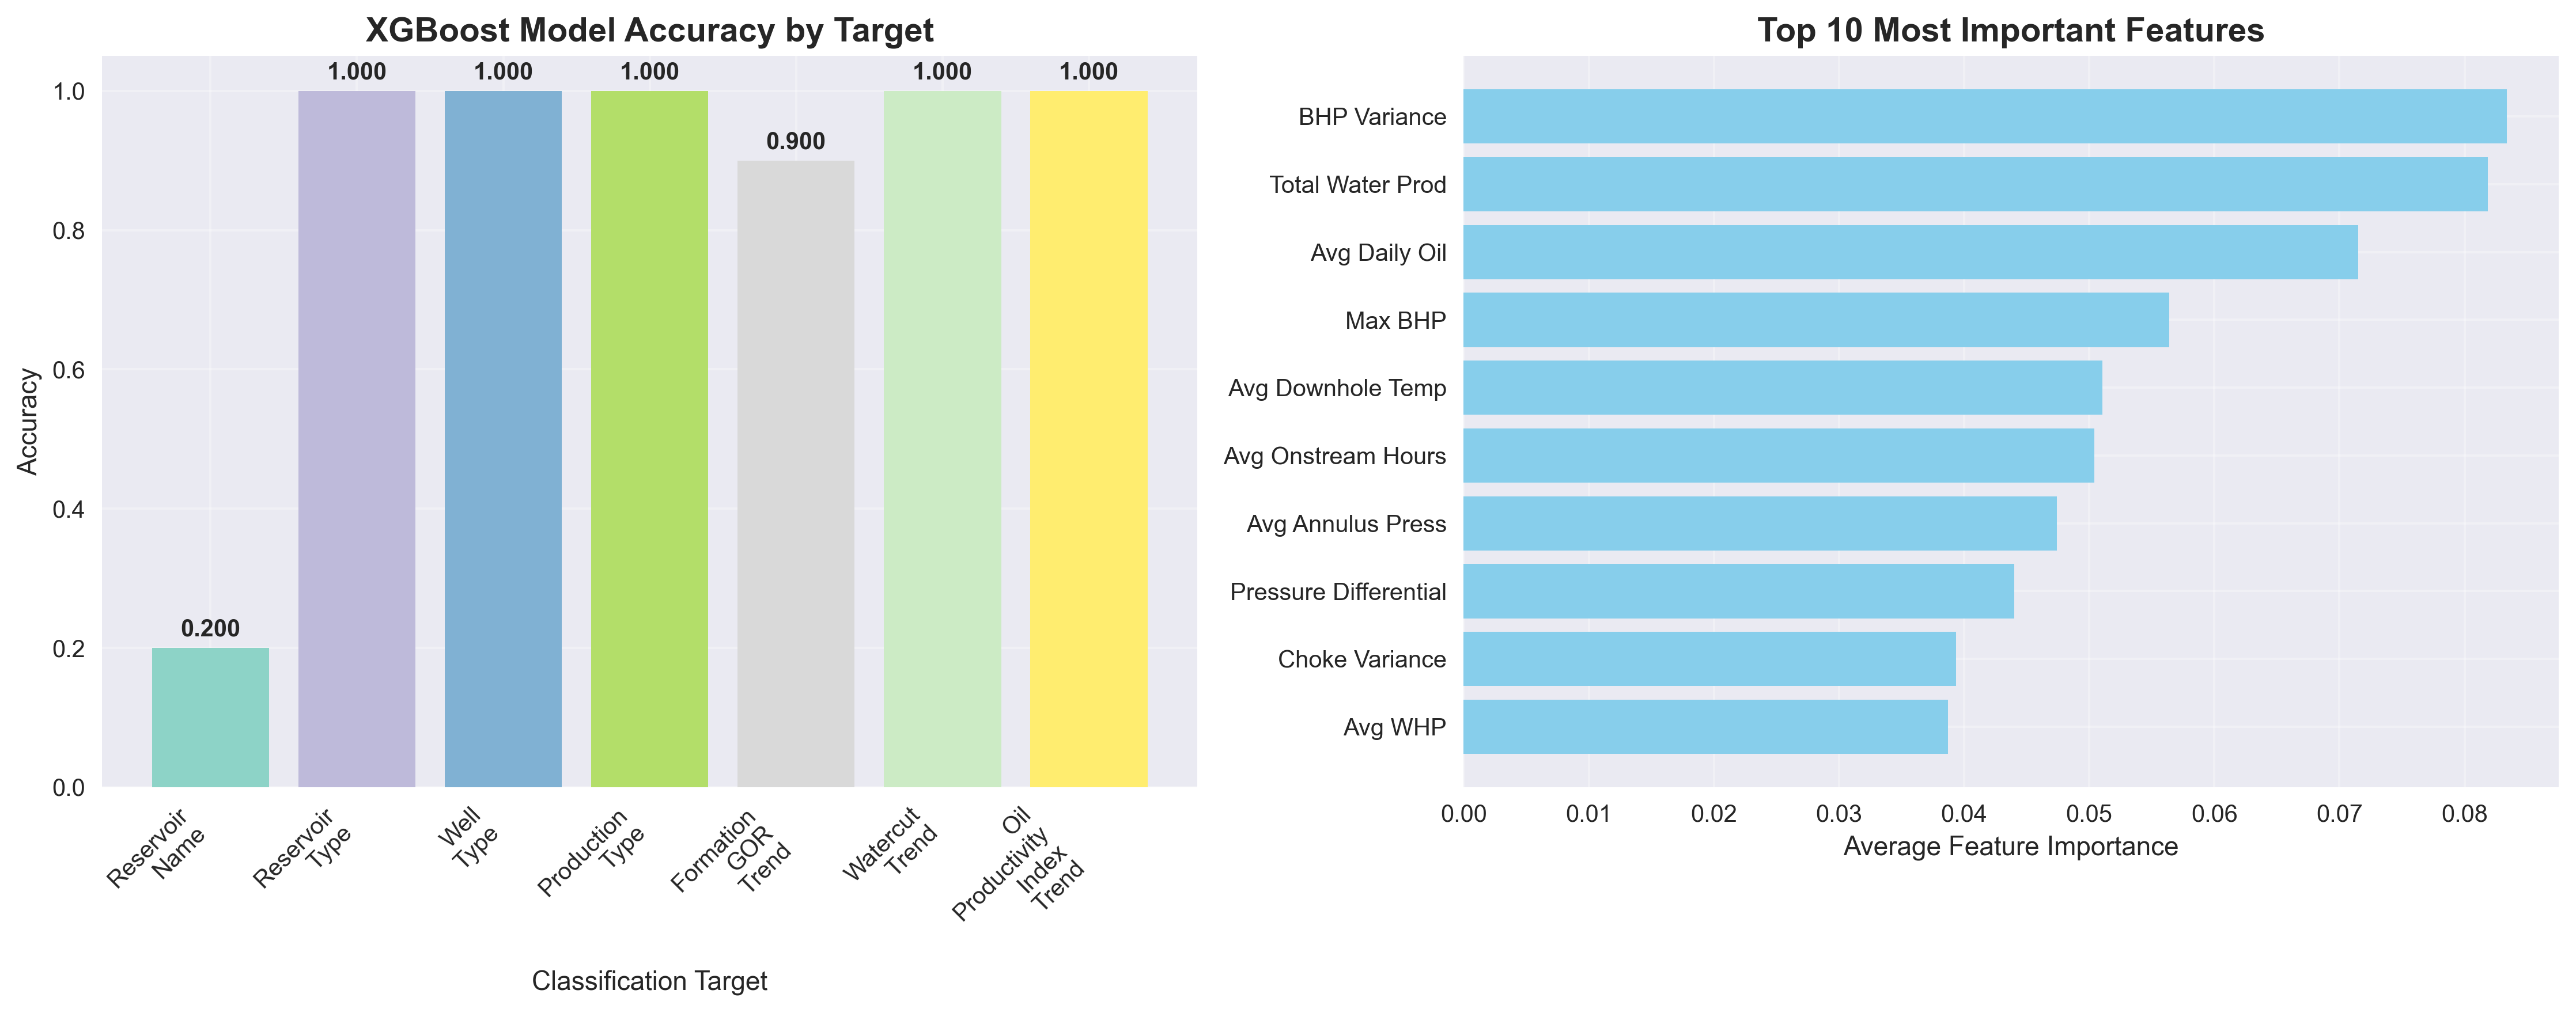 XGBoost Model Accuracy by Target
1.000
1.000
1.000
1.000
1.000
0.900
0.200
1.0
0.8
0.6
0.4
0.2
0.0
Accuracy
Reservoir
Name
Reservoir
Type
Well
Type
Production
Type
Formation
GOR
Trend
Watercut
Trend
Oil
Productivity
Index
Trend
Classification Target
Top 10 Most Important Features
BHP Variance
Total Water Prod
Avg Daily Oil
Max BHP
Avg Downhole Temp
Avg Onstream Hours
Avg Annulus Press
Pressure Differential
Choke Variance
Avg WHP
0.00 0.01 0.02 0.03 0.04 0.05 0.06 0.07 0.08
Average Feature Importance